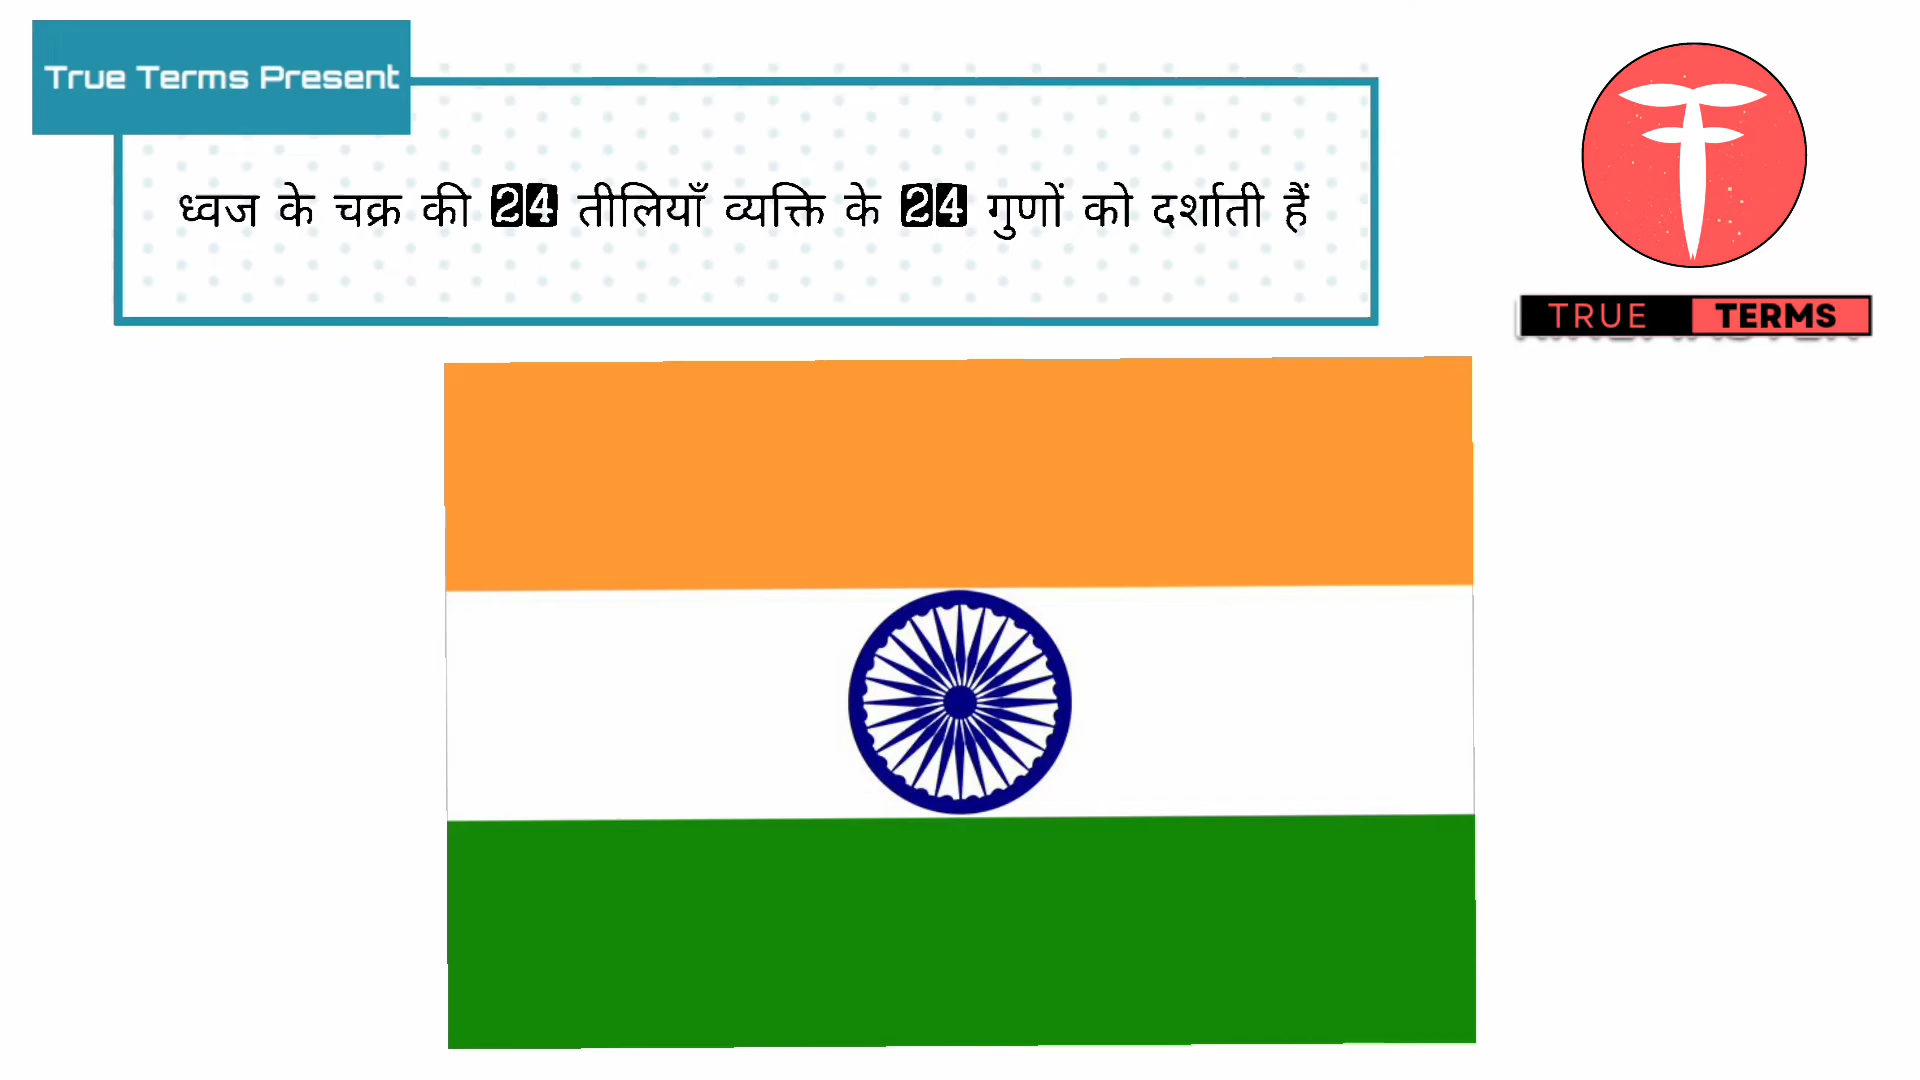 True Terms Present
ध्वज के चक्र की 24 तीलियाँ व्यक्ति के 24 गुणों को दर्शाती हैं
TRUE TERMS